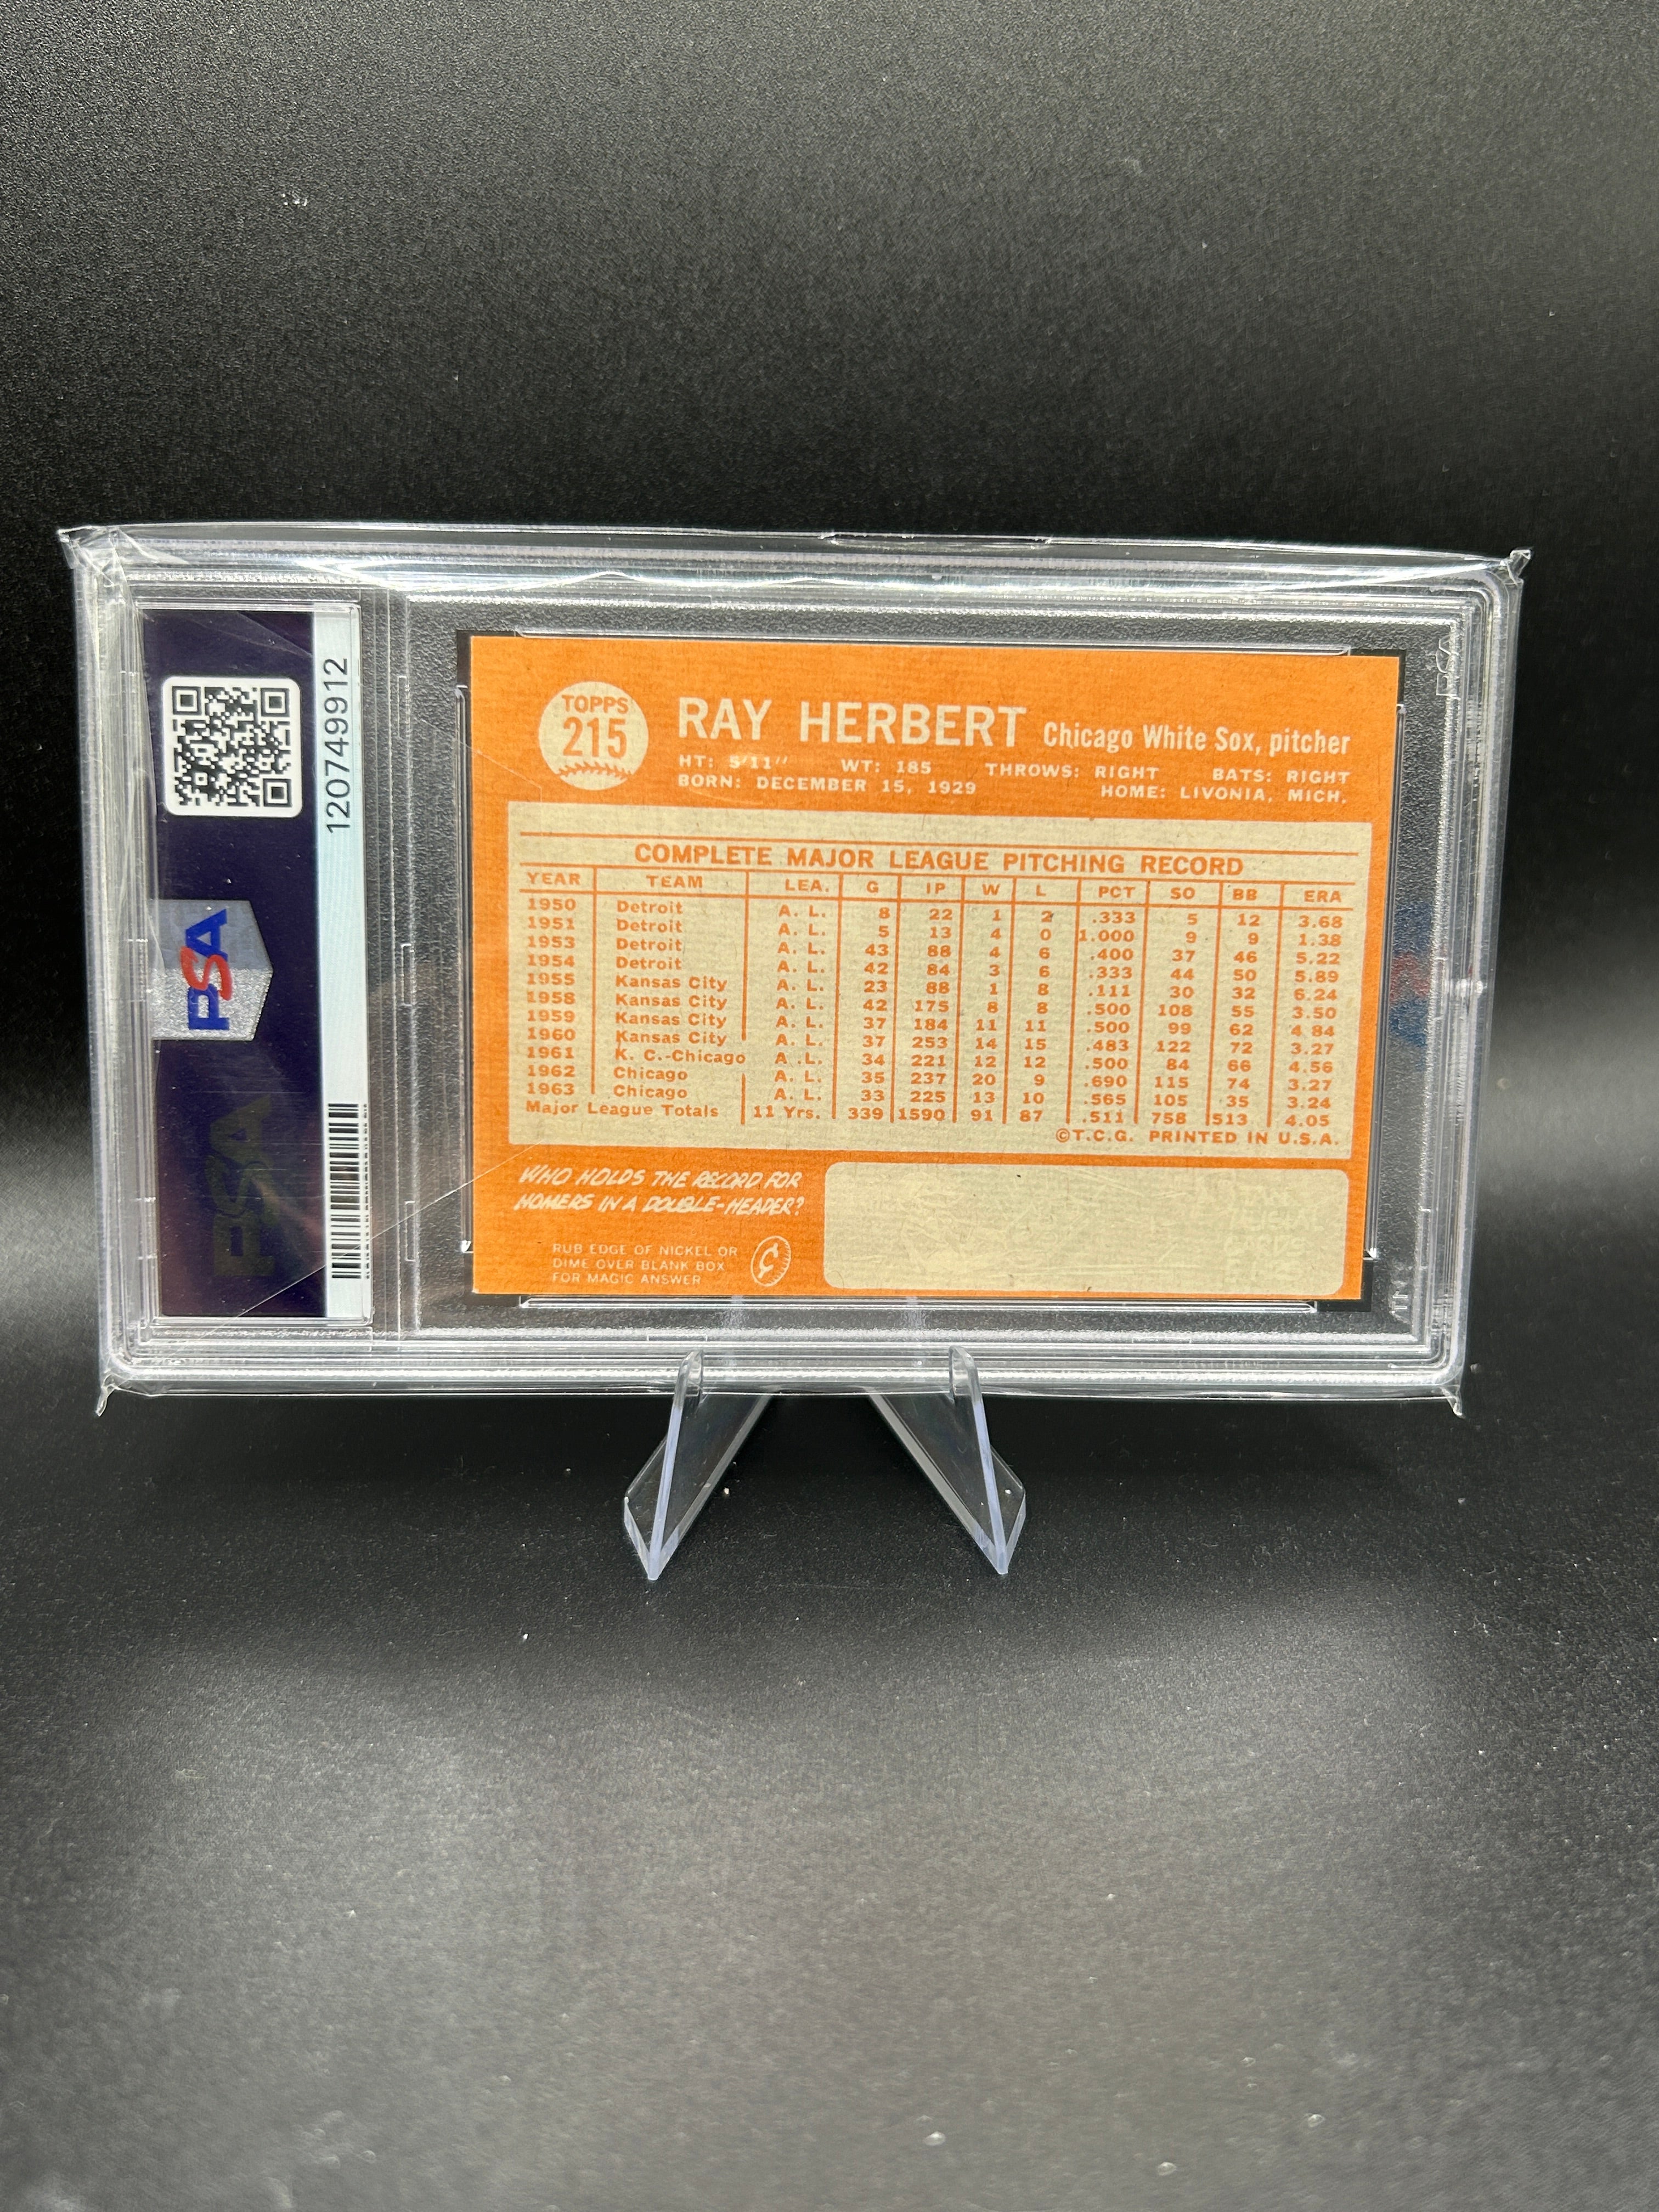 120749912
PSA
PSA
TOPPS
215
RAY HERBERT Chicago White Sox, pitcher
HT: 5'11" WT: 185 THROWS: RIGHT BATS: RIGHT
BORN: DECEMBER 15, 1929 HOME: LIVONIA, MICH.
COMPLETE MAJOR LEAGUE PITCHING RECORD
YEAR TEAM LEA. G IP W L PCT SO BB ERA
1950 Detroit A. L. 8 22 1 2 .333 5 12 3.68
1951 Detroit A. L. 5 13 4 0 1.000 9 9 1.38
1953 Detroit A. L. 43 88 4 6 .400 37 46 5.22
1954 Detroit A. L. 42 84 3 6 .333 44 50 5.89
1955 Kansas City A. L. 23 88 1 8 .111 30 32 6.24
1958 Kansas City A. L. 42 175 8 8 .500 108 55 3.50
1959 Kansas City A. L. 37 184 11 11 .500 99 62 4.84
1960 Kansas City A. L. 37 253 14 15 .483 122 72 3.27
1961 K. C.-Chicago A .L. 34 221 12 12 .500 84 66 4.56
1962 Chicago A. L. 35 237 20 9 .690 115 74 3.27
1963 Chicago A. L. 33 225 13 10 .565 105 35 3.24
Major League Totals 11 Yrs. 339 1590 91 87 .511 758 513 4.05
©T.C.G. PRINTED IN U.S.A.
WHO HOLDS THE RECORD FOR
HOMERS IN A DOUBLE-HEADER?
RUB EDGE OF NICKEL OR
DIME OVER BLANK BOX
FOR MAGIC ANSWER